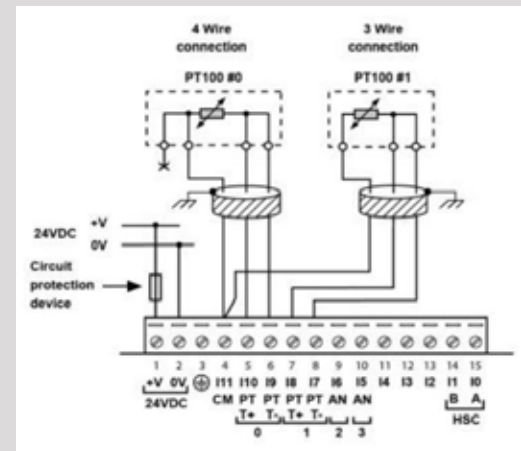 4 Wire
connection
3 Wire
connection
PT100 #0
PT100 #1
24VDC
+V
0V
Circuit
protection
device
1 2 3 4 5 6 7 8 9 10 11 12 13 14 15
+V 0V I11 I10 I9 I8 I7 I6 I5 I4 I3 I2 I1 I0
24VDC
CM PT PT PT PT AN AN B A
T+ T- T+ T-
HSC
0 1 2 3